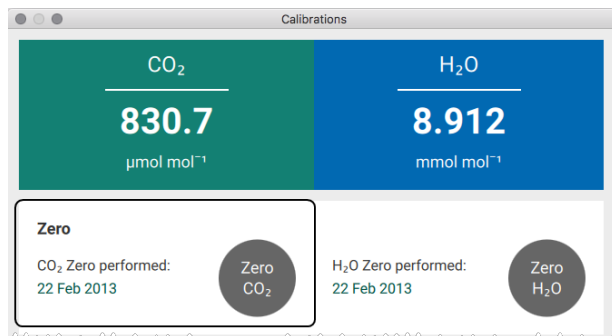 Calibrations
CO₂
830.7
μmol mol⁻¹
H₂O
8.912
mmol mol⁻¹
Zero
CO₂ Zero performed:
22 Feb 2013
Zero
CO₂
H₂O Zero performed:
22 Feb 2013
Zero
H₂O